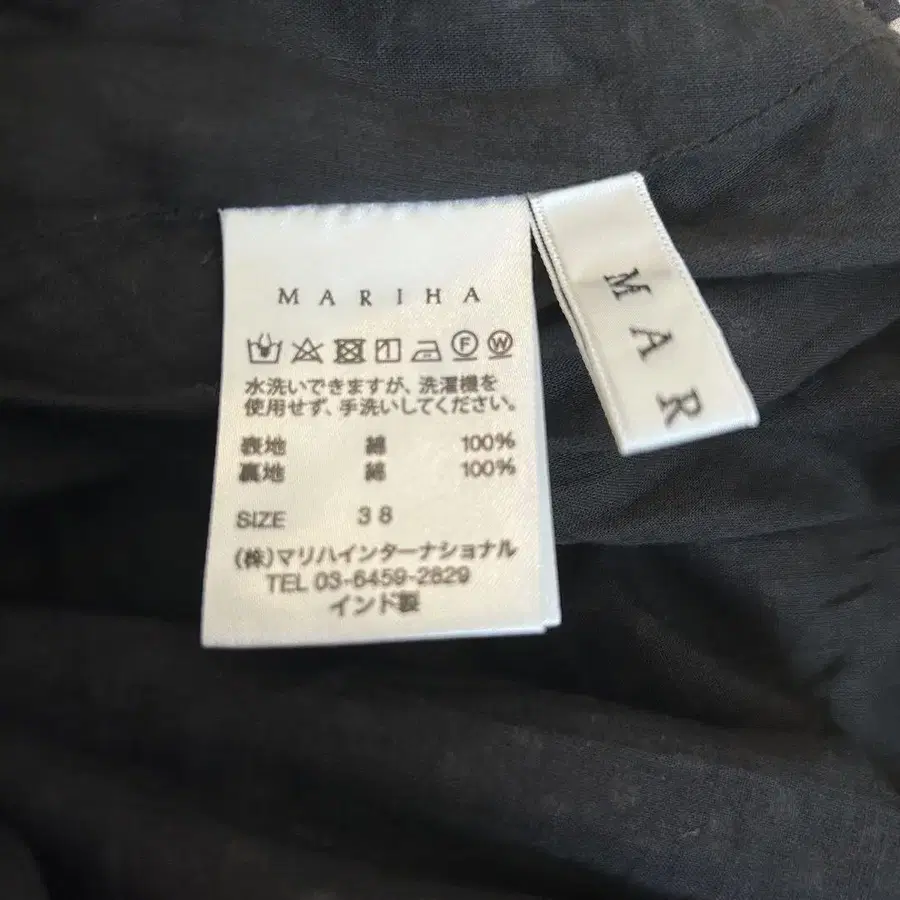 MARIHA
F W
水洗いできますが、洗濯機を
使用せず、手洗いしてください。
表地 綿 100%
裏地 綿 100%
SIZE 38
(株)マリハインターナショナル
TEL 03-6459-2829
インド製
MAR